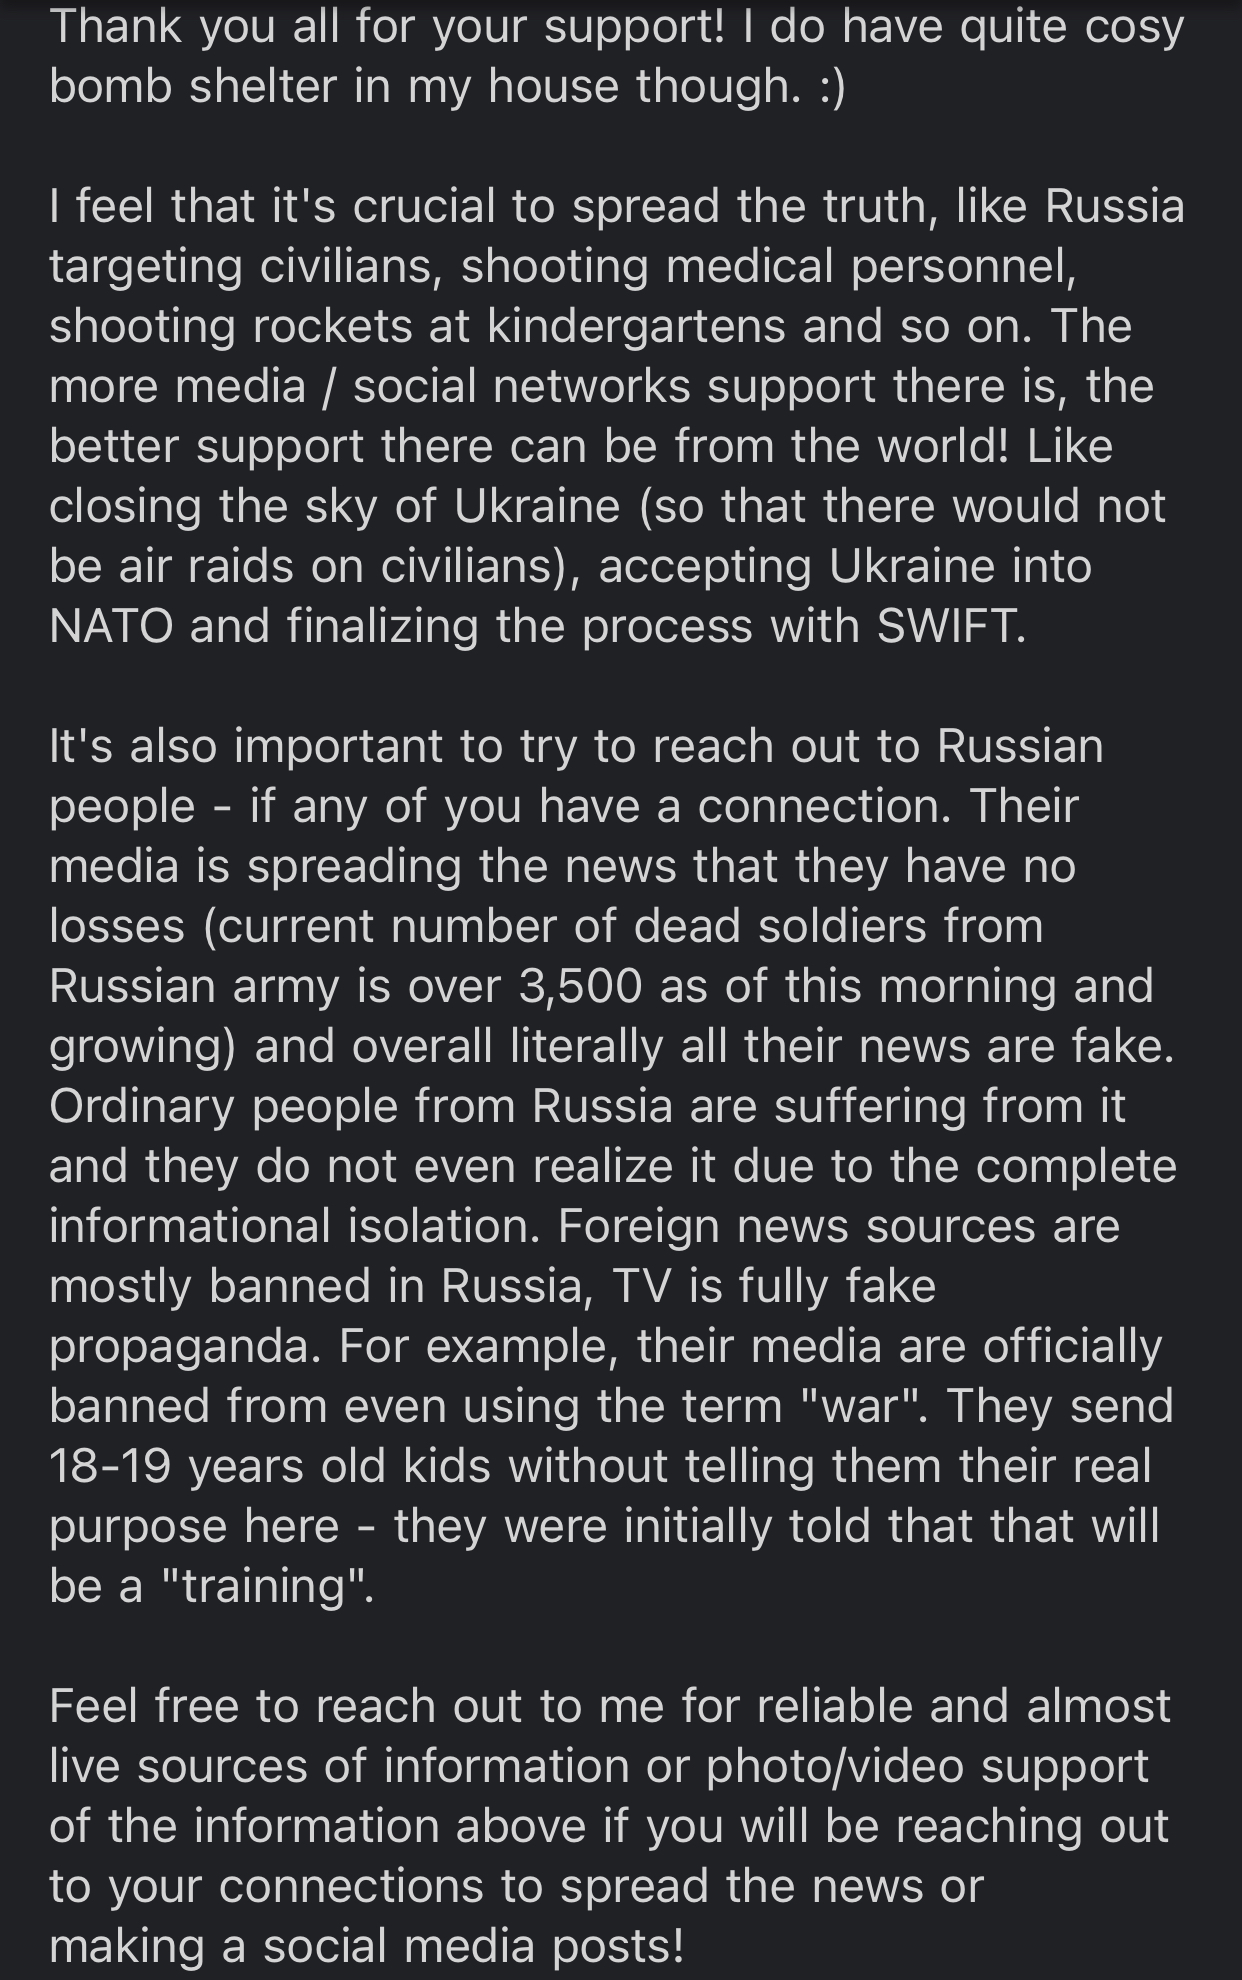 Thank you all for your support! I do have quite cosy
bomb shelter in my house though. :)
I feel that it's crucial to spread the truth, like Russia
targeting civilians, shooting medical personnel,
shooting rockets at kindergartens and so on. The
more media / social networks support there is, the
better support there can be from the world! Like
closing the sky of Ukraine (so that there would not
be air raids on civilians), accepting Ukraine into
NATO and finalizing the process with SWIFT.
It's also important to try to reach out to Russian
people - if any of you have a connection. Their
media is spreading the news that they have no
losses (current number of dead soldiers from
Russian army is over 3,500 as of this morning and
growing) and overall literally all their news are fake.
Ordinary people from Russia are suffering from it
and they do not even realize it due to the complete
informational isolation. Foreign news sources are
mostly banned in Russia, TV is fully fake
propaganda. For example, their media are officially
banned from even using the term "war". They send
18-19 years old kids without telling them their real
purpose here - they were initially told that that will
be a "training".
Feel free to reach out to me for reliable and almost
live sources of information or photo/video support
of the information above if you will be reaching out
to your connections to spread the news or
making a social media posts!